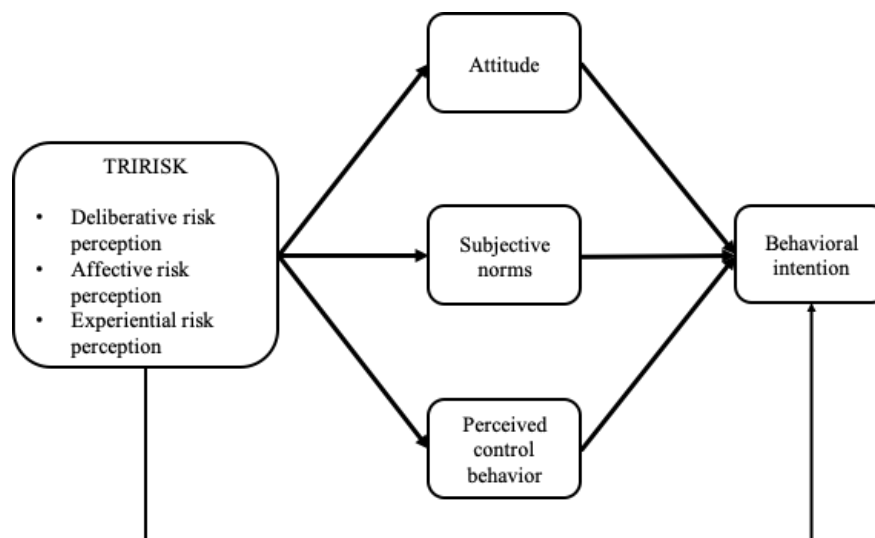 Attitude
TRIRISK
• Deliberative risk
perception
• Affective risk
perception
• Experiential risk
perception
Subjective
norms
Behavioral
intention
Perceived
control
behavior